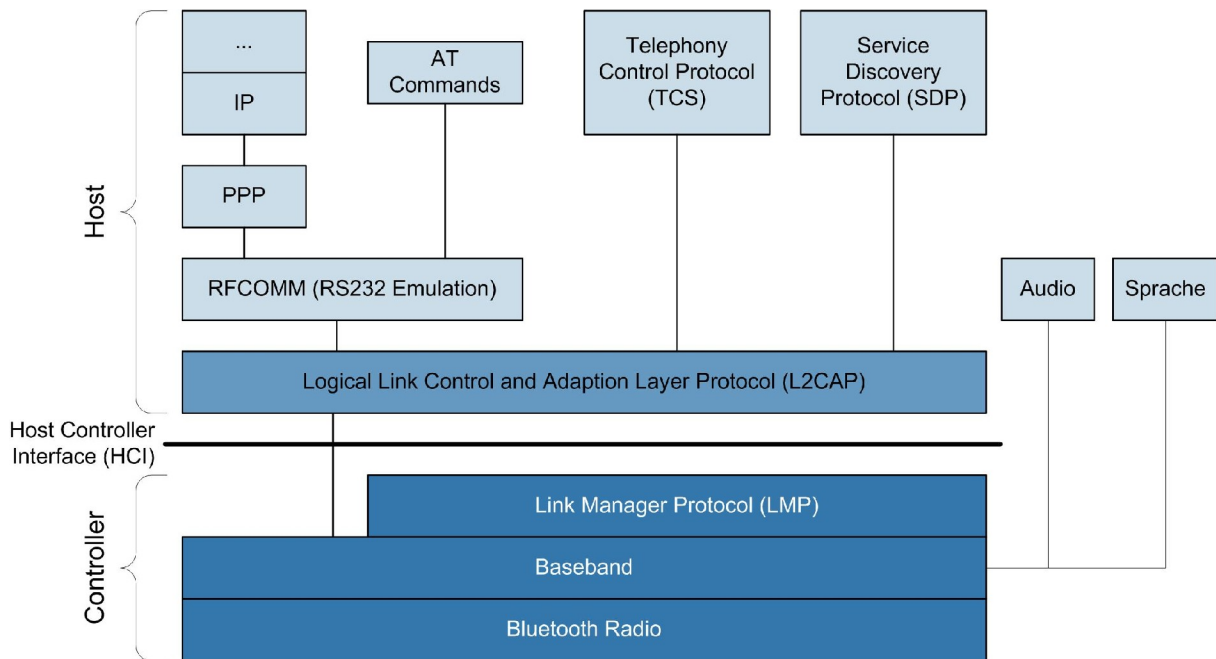 ...
IP
PPP
AT
Commands
Telephony
Control Protocol
(TCS)
Service
Discovery
Protocol (SDP)
Host
RFCOMM (RS232 Emulation)
Audio
Sprache
Logical Link Control and Adaption Layer Protocol (L2CAP)
Host Controller
Interface (HCI)
Controller
Link Manager Protocol (LMP)
Baseband
Bluetooth Radio